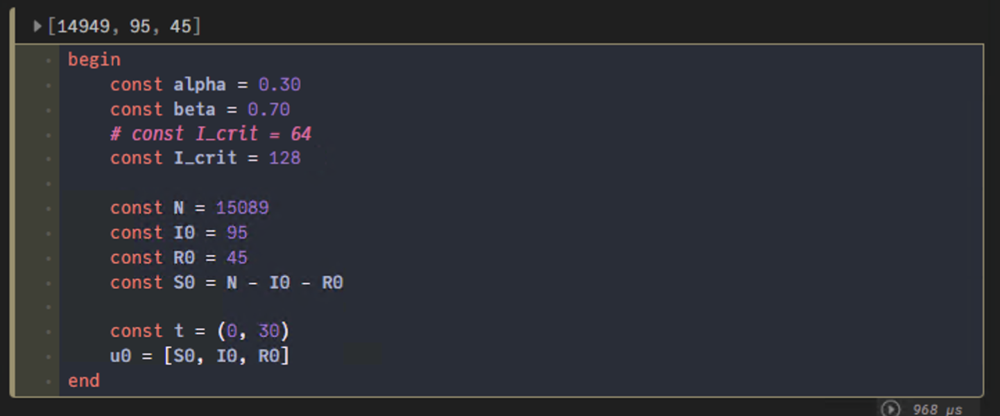 [14949, 95, 45]
begin
const alpha = 0.30
const beta = 0.70
# const I_crit = 64
const I_crit = 128
const N = 15089
const I0 = 95
const R0 = 45
const S0 = N - I0 - R0
const t = (0, 30)
u0 = [S0, I0, R0]
end
968 μs